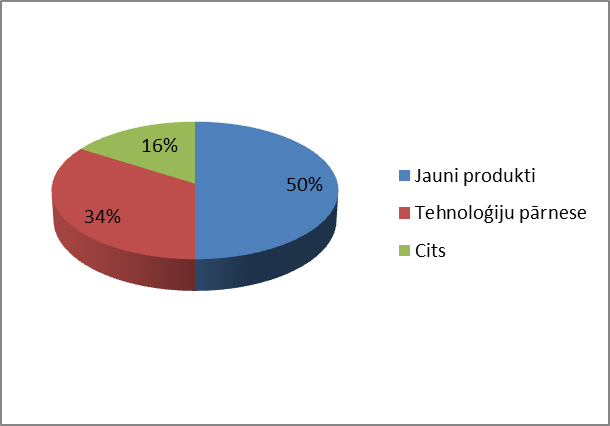 16%
50%
34%
Jauni produkti
Tehnoloģiju pārnese
Cits